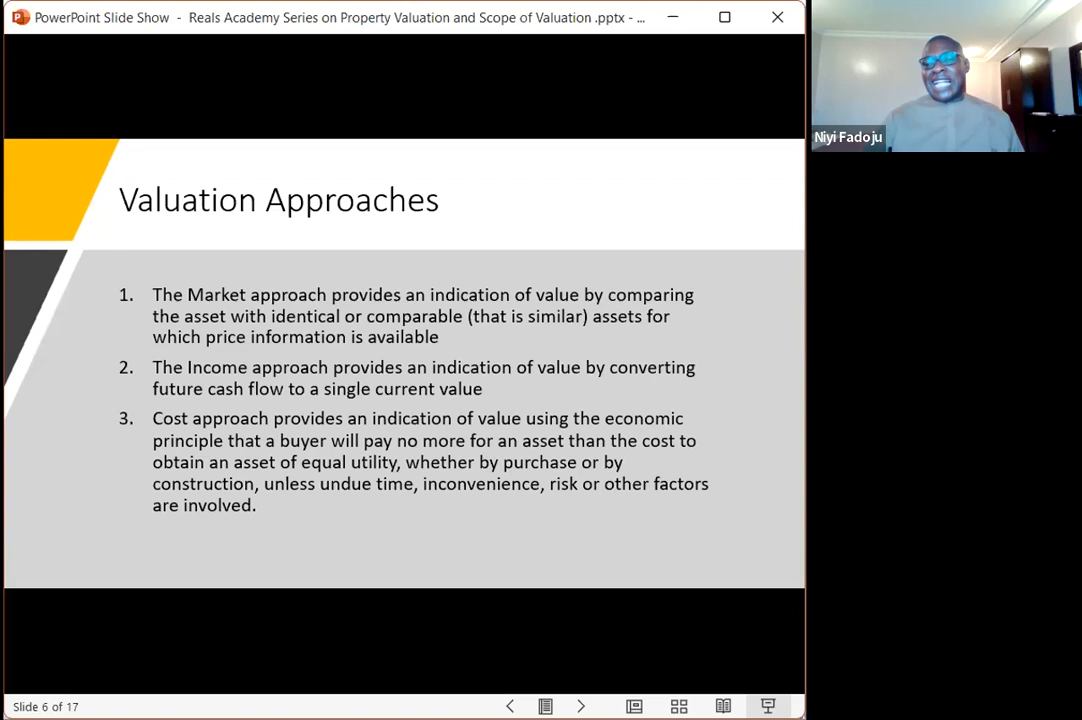 PowerPoint Slide Show - Reals Academy Series on Property Valuation and Scope of Valuation .pptx - ...
Niyi Fadoju
Valuation Approaches
1. The Market approach provides an indication of value by comparing
the asset with identical or comparable (that is similar) assets for
which price information is available
2. The Income approach provides an indication of value by converting
future cash flow to a single current value
3. Cost approach provides an indication of value using the economic
principle that a buyer will pay no more for an asset than the cost to
obtain an asset of equal utility, whether by purchase or by
construction, unless undue time, inconvenience, risk or other factors
are involved.
Slide 6 of 17